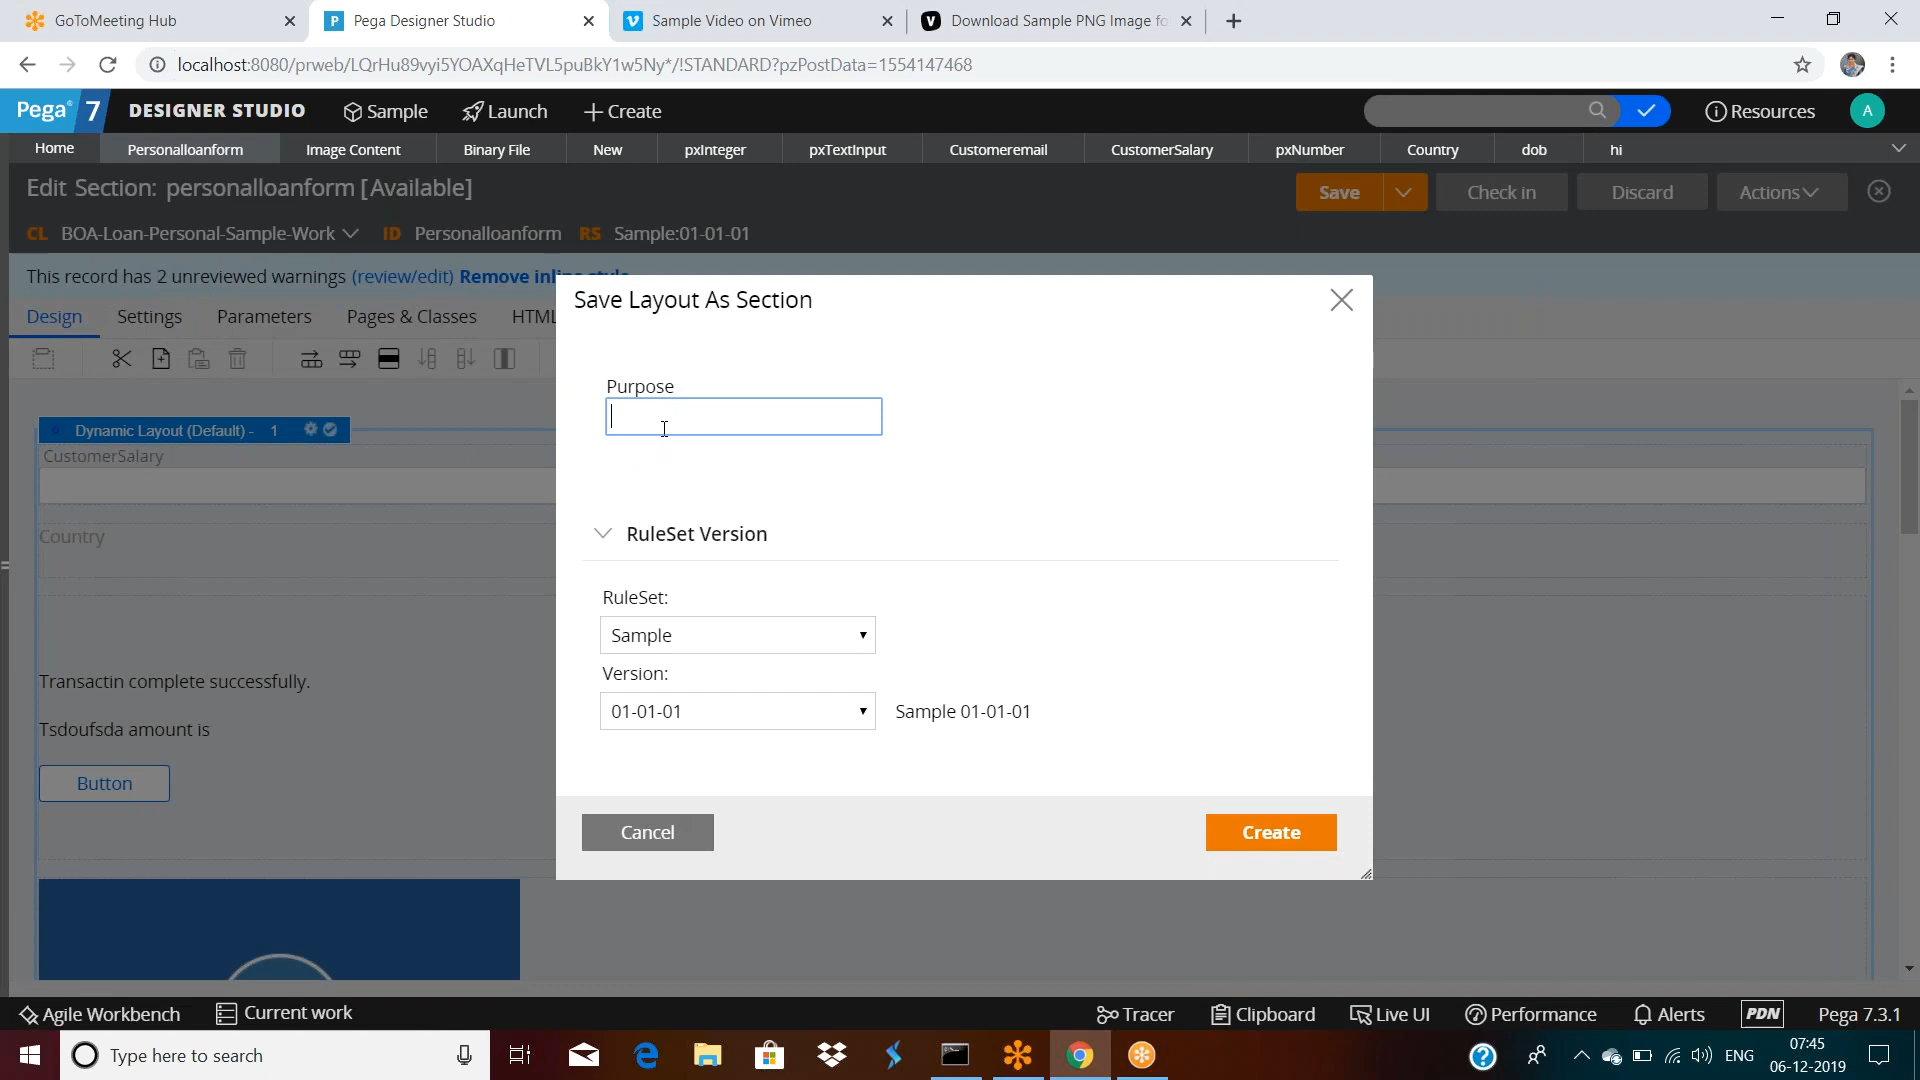 GoToMeeting Hub
Pega Designer Studio
Sample Video on Vimeo
Download Sample PNG Image fo
localhost:8080/prweb/LQrHu89vyi5YOAXqHeTVL5puBkY1w5Ny*/!STANDARD?pzPostData=1554147468
Pega 7 DESIGNER STUDIO Sample Launch Create Resources A
Home Personalloanform Image Content Binary File New pxInteger pxTextInput Customeremail CustomerSalary pxNumber Country dob hi
Edit Section: personalloanform [Available]
Save Check in Discard Actions
CL BOA-Loan-Personal-Sample-Work ID Personalloanform RS Sample:01-01-01
This record has 2 unreviewed warnings (review/edit) Remove inline style
Design Settings Parameters Pages & Classes HTML
Save Layout As Section
Purpose
Dynamic Layout (Default) - 1
CustomerSalary
Country
RuleSet Version
RuleSet:
Sample
Version:
01-01-01 Sample 01-01-01
Transactin complete successfully.
Tsdoufsda amount is
Button
Cancel Create
Agile Workbench Current work Tracer Clipboard Live UI Performance Alerts PDN Pega 7.3.1
Type here to search
ENG
07:45
06-12-2019